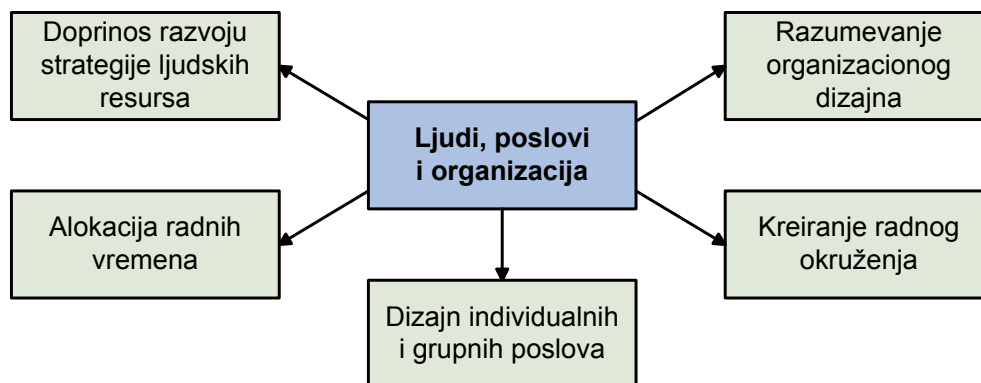 Doprinos razvoju
strategije ljudskih
resursa
Razumevanje
organizacionog
dizajna
Ljudi, poslovi
i organizacija
Alokacija radnih
vremena
Kreiranje radnog
okruženja
Dizajn individualnih
i grupnih poslova